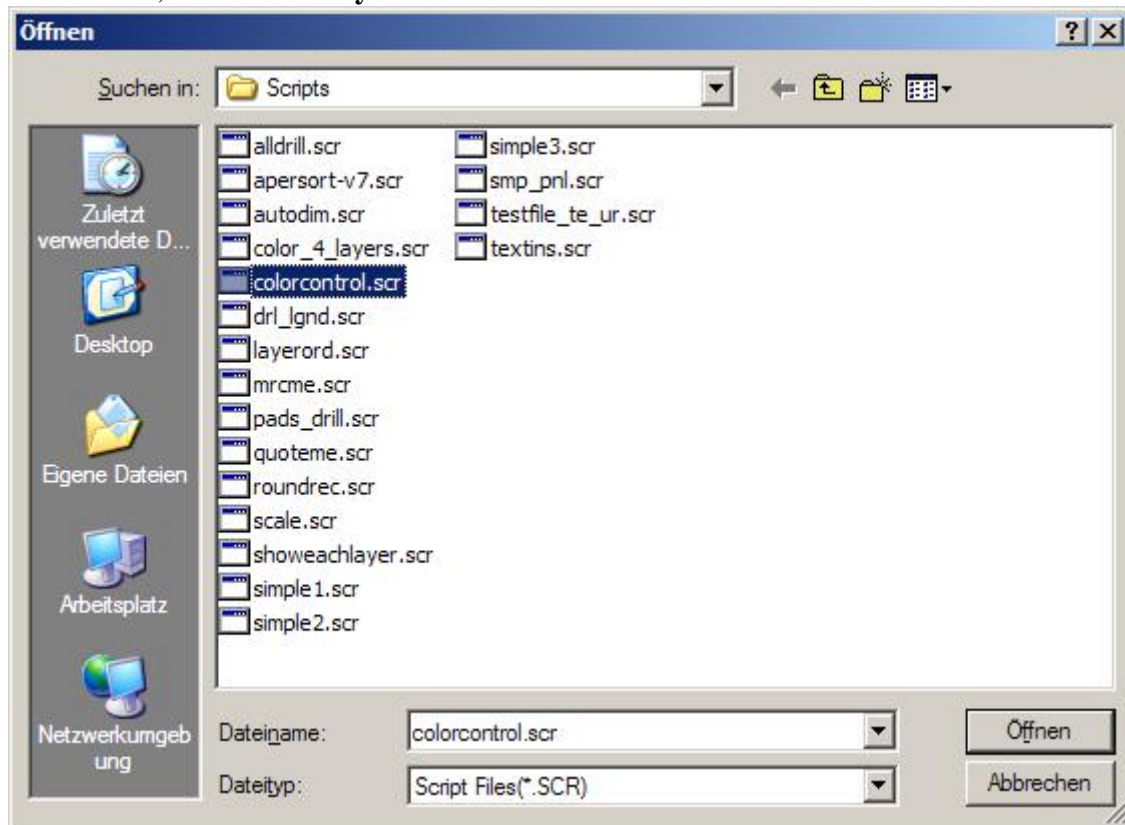 Öffnen
Suchen in:
Scripts
Zuletzt
verwendete D...
Desktop
Eigene Dateien
Arbeitsplatz
Netzwerkumgeb
ung
alldrill.scr
apersort-v7.scr
autodim.scr
color_4_layers.scr
colorcontrol.scr
drl_lgnd.scr
layerord.scr
mrcme.scr
pads_drill.scr
quoteme.scr
roundrec.scr
scale.scr
showeachlayer.scr
simple1.scr
simple2.scr
simple3.scr
smp_pnl.scr
testfile_te_ur.scr
textins.scr
Dateiname:
colorcontrol.scr
Öffnen
Dateityp:
Script Files(*.SCR)
Abbrechen